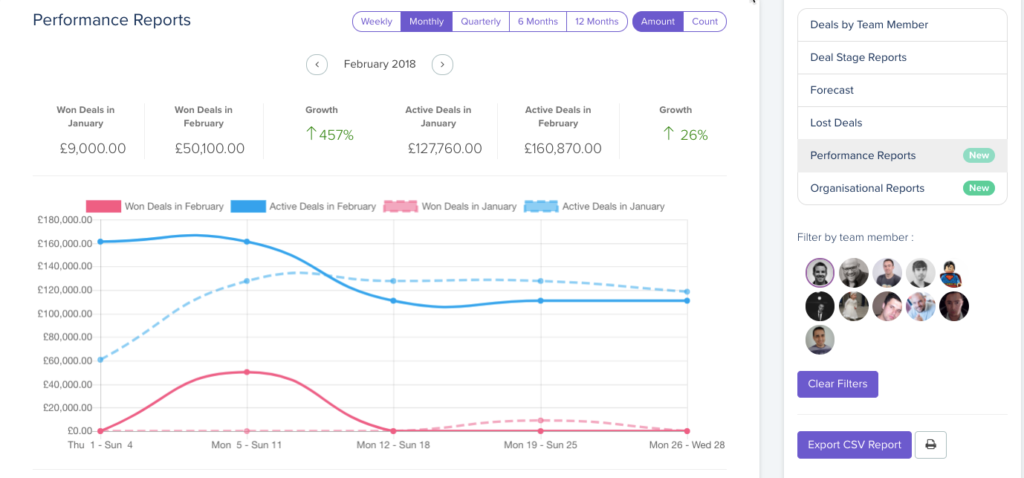 Performance Reports
Weekly Monthly Quarterly 6 Months 12 Months Amount Count
February 2018
Won Deals in January
£9,000.00
Won Deals in February
£50,100.00
Growth
↑457%
Active Deals in January
£127,760.00
Active Deals in February
£160,870.00
Growth
↑ 26%
Won Deals in February Active Deals in February Won Deals in January Active Deals in January
£180,000.00
£160,000.00
£140,000.00
£120,000.00
£100,000.00
£80,000.00
£60,000.00
£40,000.00
£20,000.00
£0.00
Thu 1 - Sun 4 Mon 5 - Sun 11 Mon 12 - Sun 18 Mon 19 - Sun 25 Mon 26 - Wed 28
Deals by Team Member
Deal Stage Reports
Forecast
Lost Deals
Performance Reports New
Organisational Reports New
Filter by team member :
Clear Filters
Export CSV Report